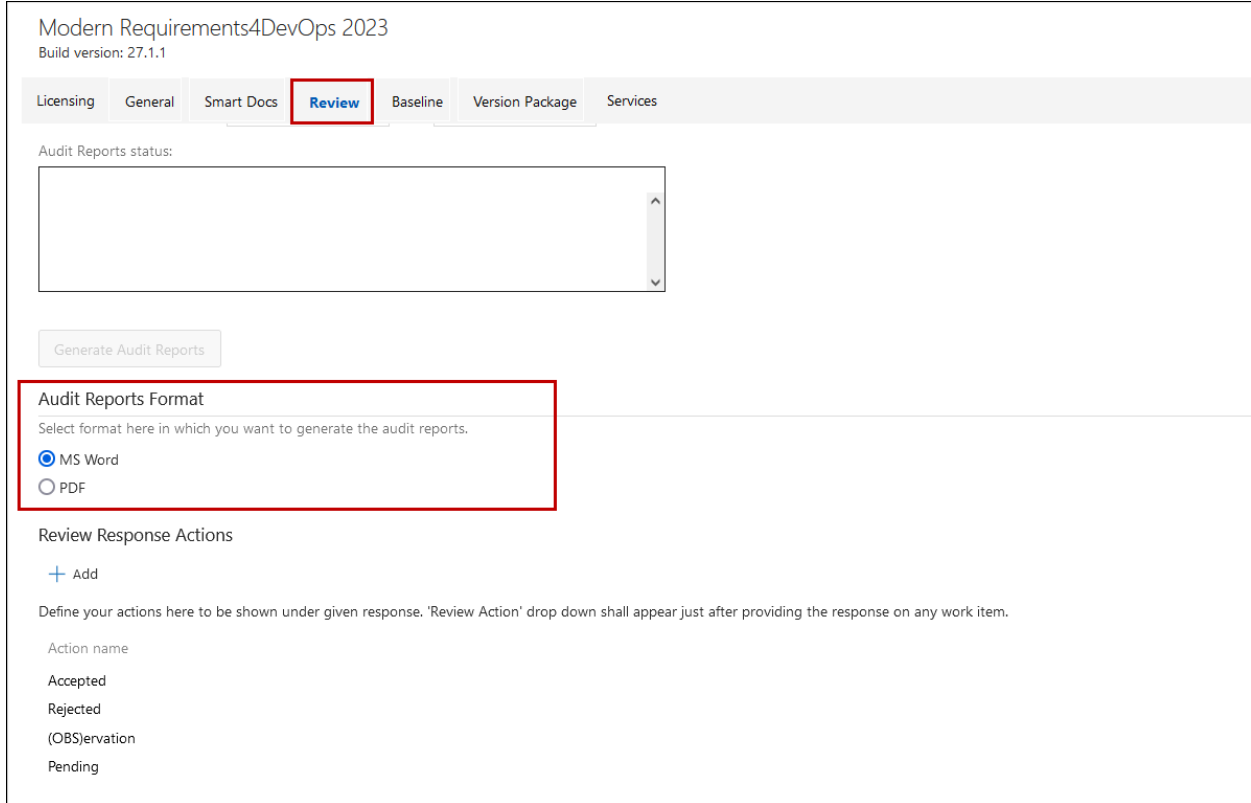 Modern Requirements4DevOps 2023
Build version: 27.1.1
Licensing General Smart Docs Review Baseline Version Package Services
Audit Reports status:
Generate Audit Reports
Audit Reports Format
Select format here in which you want to generate the audit reports.
MS Word
PDF
Review Response Actions
+ Add
Define your actions here to be shown under given response. 'Review Action' drop down shall appear just after providing the response on any work item.
Action name
Accepted
Rejected
(OBS)ervation
Pending